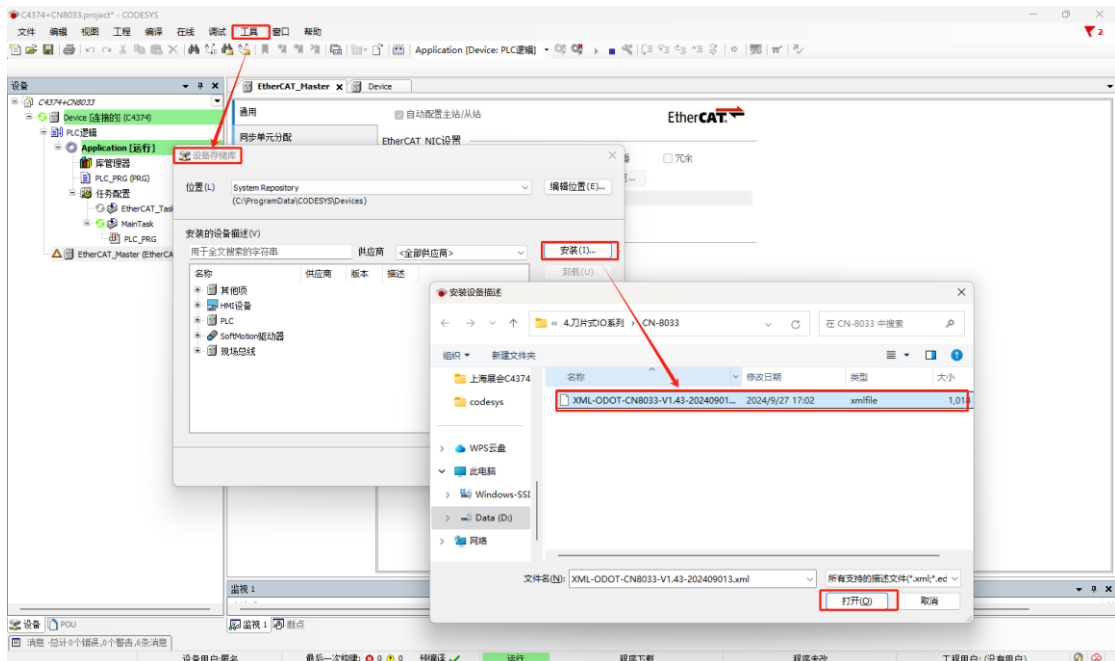 C4374+CN8033.project* - CODESYS
文件 编辑 视图 工程 编译 在线 调试 工具 窗口 帮助
2
Application [Device: PLC逻辑]
设备
EtherCAT_Master x Device
C4374+CN8033
Device [连接的] (C4374)
PLC逻辑
Application [运行]
库管理器
PLC_PRG (PRG)
任务配置
EtherCAT_Task
MainTask
PLC_PRG
EtherCAT_Master (EtherCA
通用
同步单元分配
自动配置主站/从站
EtherCAT
EtherCAT NIC设置
冗余
设备存储库
位置(L) System Repository 编辑位置(E)...
(C:\ProgramData\CODESYS\Devices)
安装的设备描述(V)
用于全文搜索的字符串 供应商 <全部供应商> 安装(I)...
卸载(U)
名称 供应商 版本 描述
其他项
HMI设备
PLC
SoftMotion驱动器
现场总线
安装设备描述
« 4.刀片式IO系列 › CN-8033 在 CN-8033 中搜索
组织 新建文件夹
上海展会C4374
codesys
WPS云盘
此电脑
Windows-SSD
Data (D:)
网络
名称 修改日期 类型 大小
XML-ODOT-CN8033-V1.43-20240901... 2024/9/27 17:02 xmlfile 1,018
文件名(N): XML-ODOT-CN8033-V1.43-202409013.xml 所有支持的描述文件(*.xml;*.ed
打开(O) 取消
监视 1
设备 POU 监视 1 断点
消息 -总计0个错误,0个警告,6条消息
设备用户:匿名 最后一次构建: 0 0 预编译 运行 程序下载 程序未改 工程用户: (没有用户)